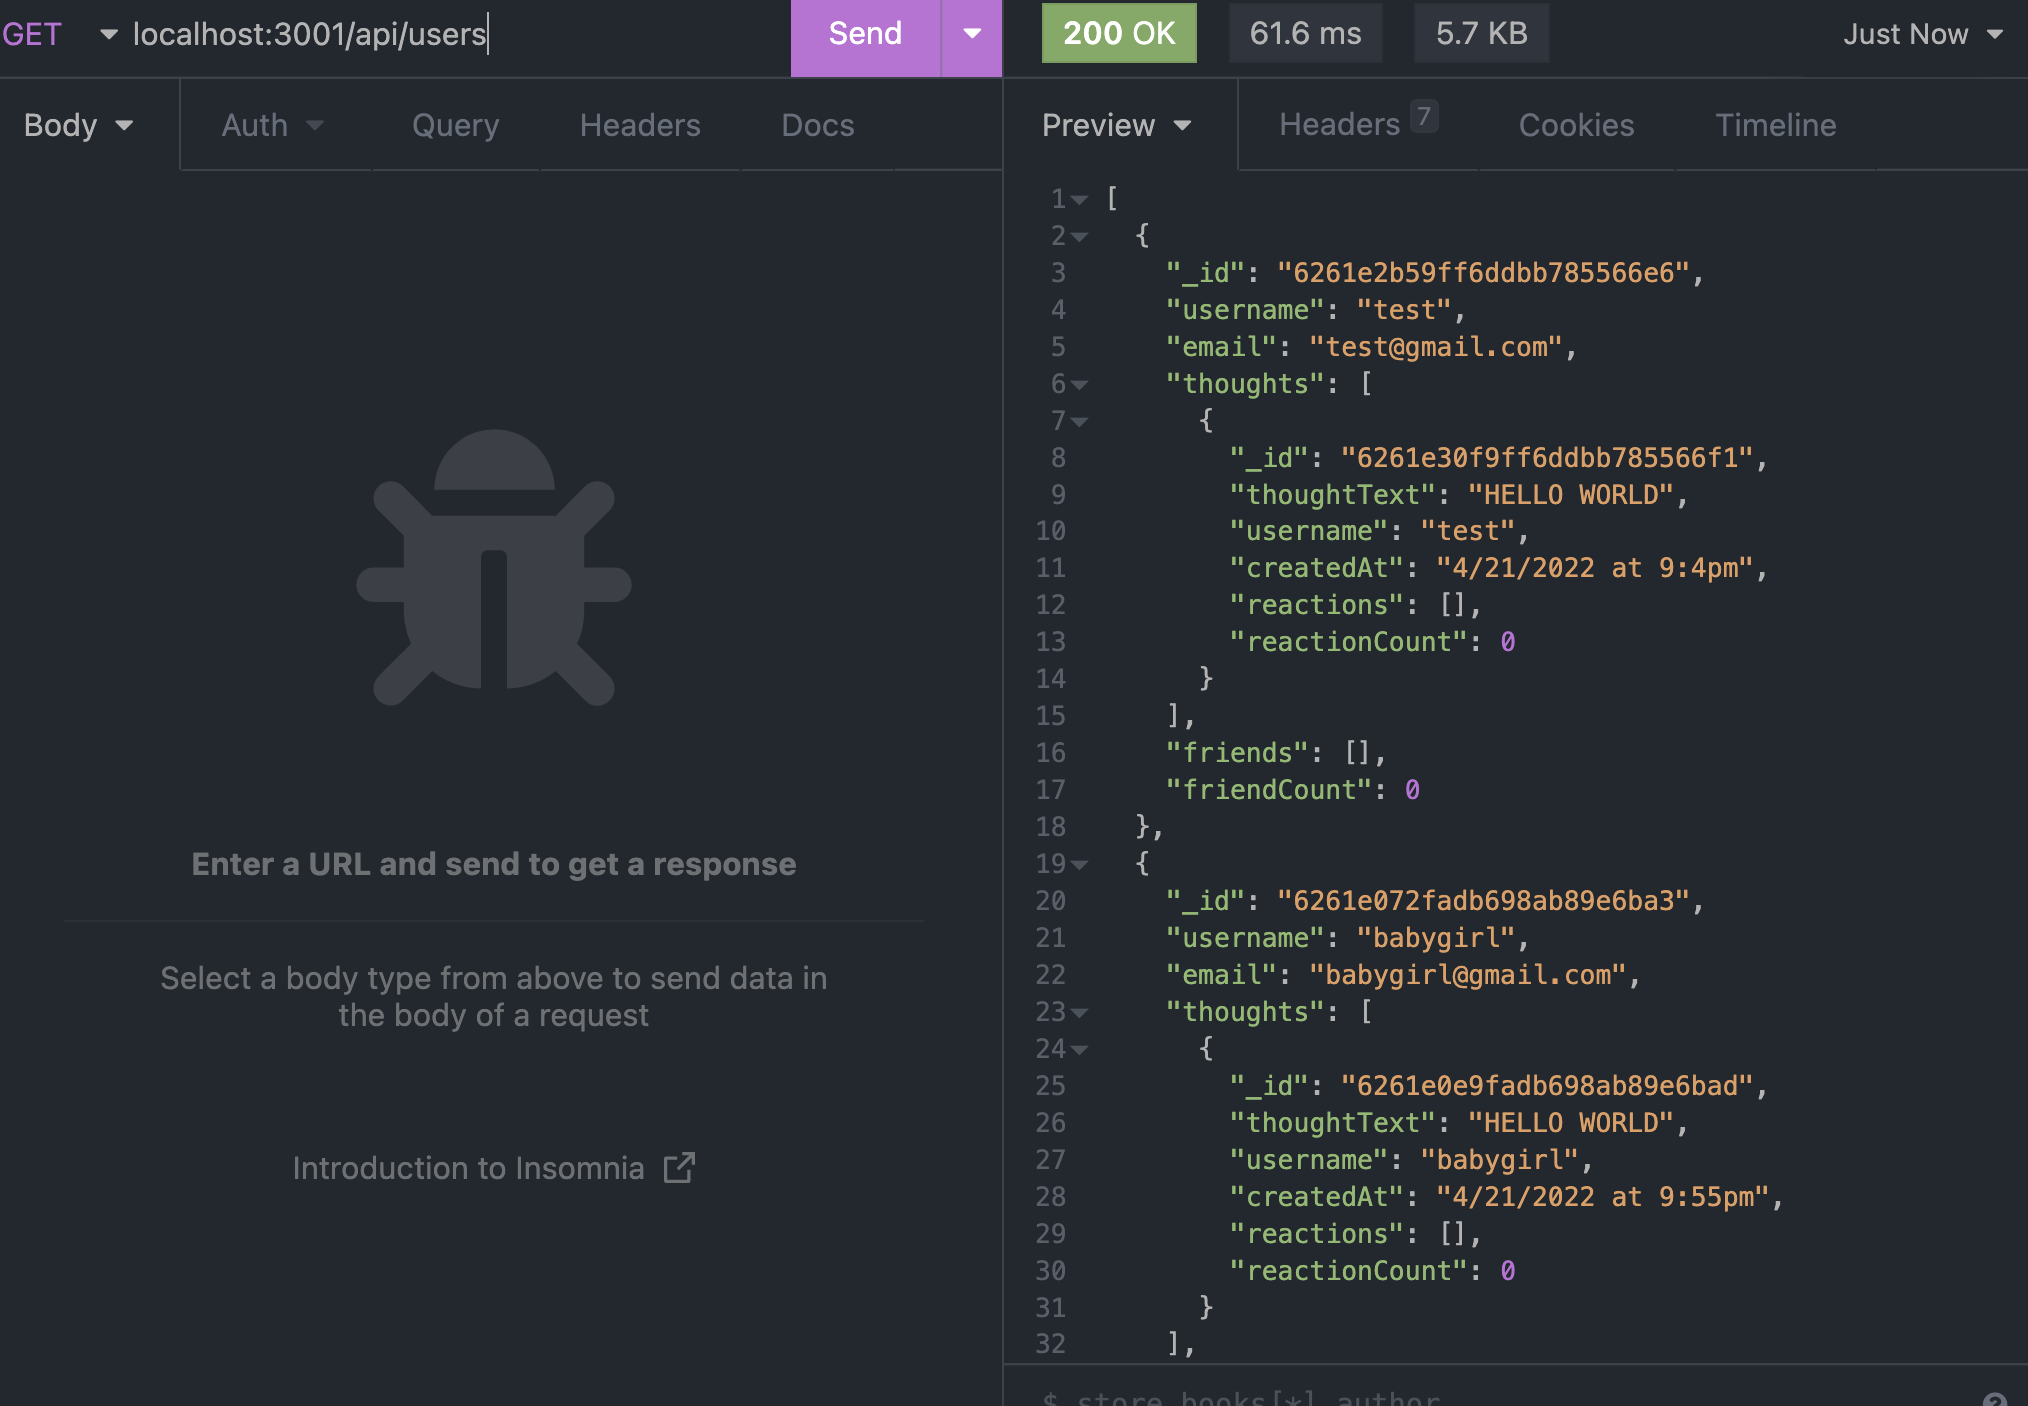 GET localhost:3001/api/users Send 200 OK 61.6 ms 5.7 KB Just Now
Body Auth Query Headers Docs
Preview Headers 7 Cookies Timeline
Enter a URL and send to get a response
Select a body type from above to send data in
the body of a request
Introduction to Insomnia
1 [
2 {
3 "_id": "6261e2b59ff6ddbb785566e6",
4 "username": "test",
5 "email": "test@gmail.com",
6 "thoughts": [
7 {
8 "_id": "6261e30f9ff6ddbb785566f1",
9 "thoughtText": "HELLO WORLD",
10 "username": "test",
11 "createdAt": "4/21/2022 at 9:4pm",
12 "reactions": [],
13 "reactionCount": 0
14 }
15 ],
16 "friends": [],
17 "friendCount": 0
18 },
19 {
20 "_id": "6261e072fadb698ab89e6ba3",
21 "username": "babygirl",
22 "email": "babygirl@gmail.com",
23 "thoughts": [
24 {
25 "_id": "6261e0e9fadb698ab89e6bad",
26 "thoughtText": "HELLO WORLD",
27 "username": "babygirl",
28 "createdAt": "4/21/2022 at 9:55pm",
29 "reactions": [],
30 "reactionCount": 0
31 }
32 ],
$.store.books[*].author